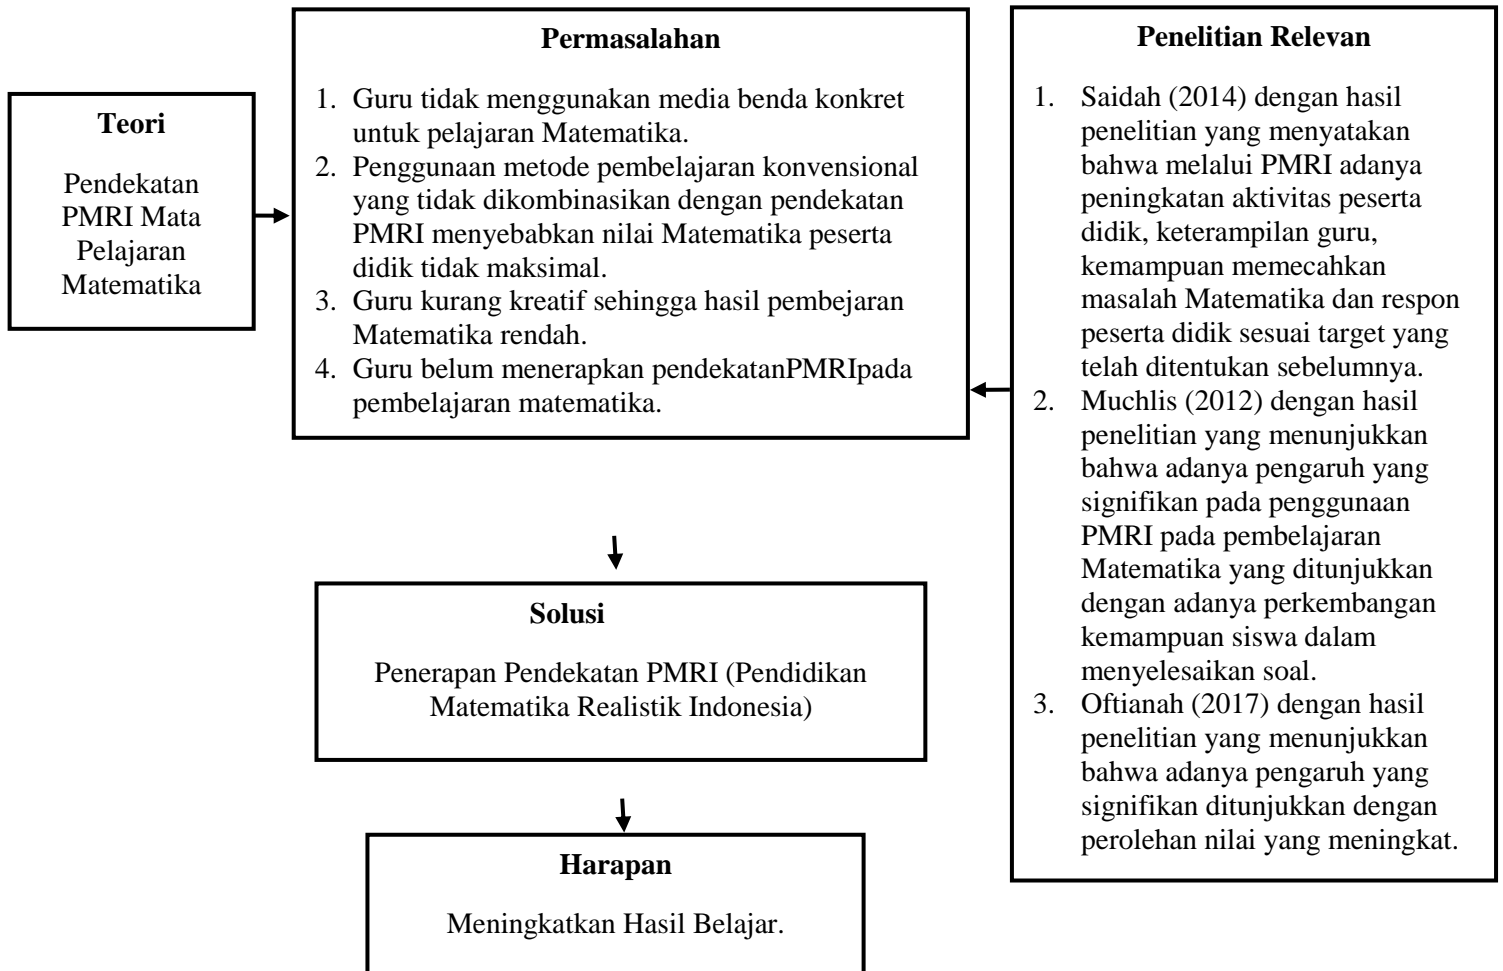 Teori
Pendekatan
PMRI Mata
Pelajaran
Matematika
Permasalahan
1. Guru tidak menggunakan media benda konkret
untuk pelajaran Matematika.
2. Penggunaan metode pembelajaran konvensional
yang tidak dikombinasikan dengan pendekatan
PMRI menyebabkan nilai Matematika peserta
didik tidak maksimal.
3. Guru kurang kreatif sehingga hasil pembejaran
Matematika rendah.
4. Guru belum menerapkan pendekatanPMRIpada
pembelajaran matematika.
Penelitian Relevan
1. Saidah (2014) dengan hasil
penelitian yang menyatakan
bahwa melalui PMRI adanya
peningkatan aktivitas peserta
didik, keterampilan guru,
kemampuan memecahkan
masalah Matematika dan respon
peserta didik sesuai target yang
telah ditentukan sebelumnya.
2. Muchlis (2012) dengan hasil
penelitian yang menunjukkan
bahwa adanya pengaruh yang
signifikan pada penggunaan
PMRI pada pembelajaran
Matematika yang ditunjukkan
dengan adanya perkembangan
kemampuan siswa dalam
menyelesaikan soal.
3. Oftianah (2017) dengan hasil
penelitian yang menunjukkan
bahwa adanya pengaruh yang
signifikan ditunjukkan dengan
perolehan nilai yang meningkat.
Solusi
Penerapan Pendekatan PMRI (Pendidikan
Matematika Realistik Indonesia)
Harapan
Meningkatkan Hasil Belajar.